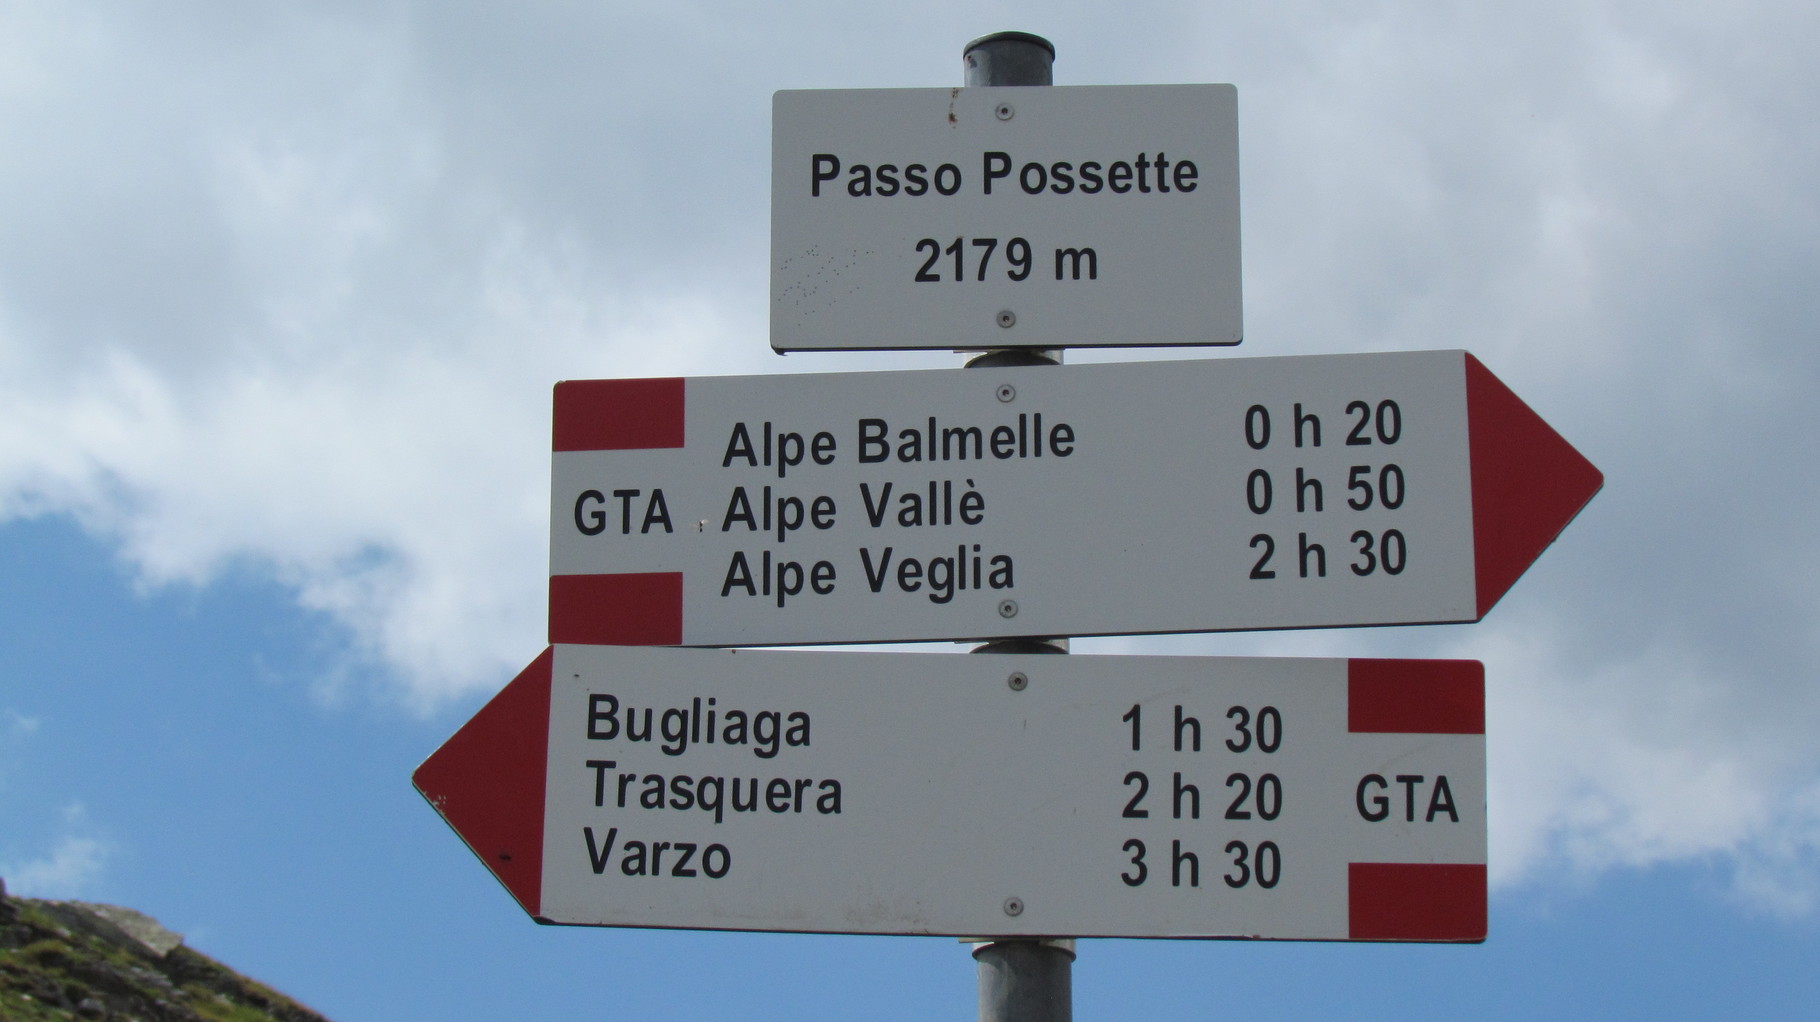 Passo Possette
2179 m
Alpe Balmelle 0 h 20
GTA Alpe Vallè 0 h 50
Alpe Veglia 2 h 30
Bugliaga 1 h 30
Trasquera 2 h 20 GTA
Varzo 3 h 30